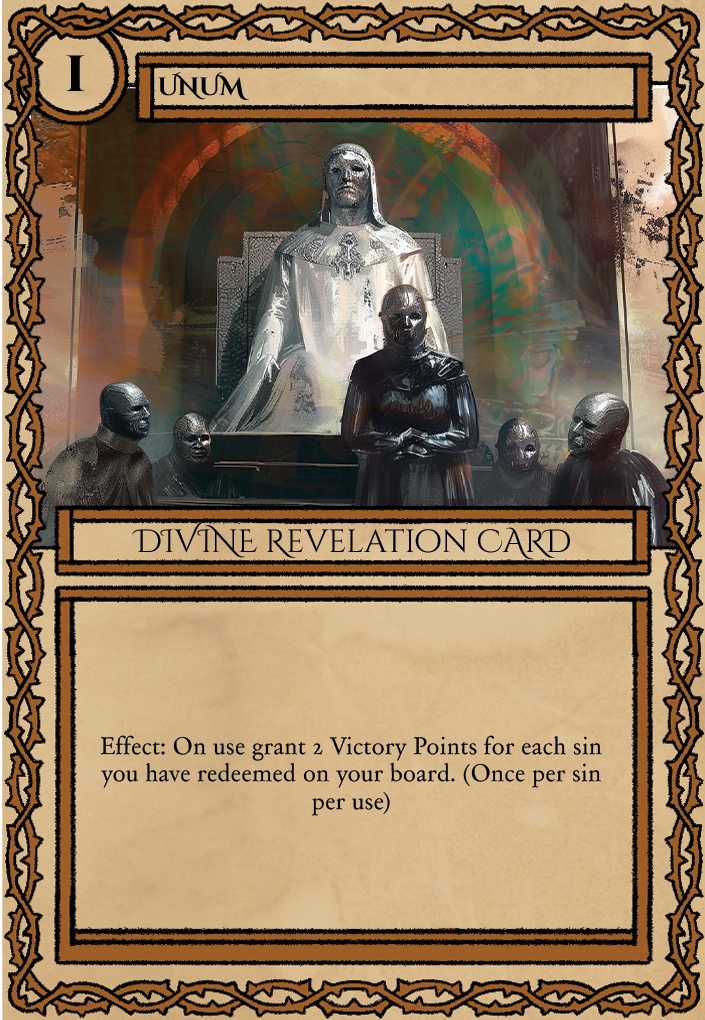 I
UNUM
DIVINE REVELATION CARD
Effect: On use grant 2 Victory Points for each sin
you have redeemed on your board. (Once per sin
per use)